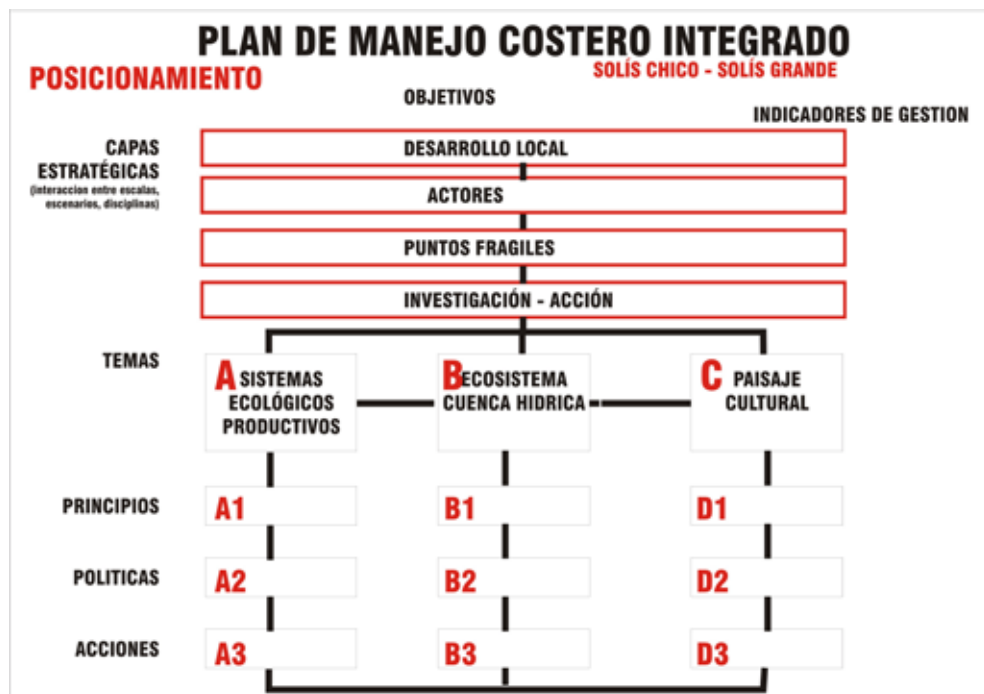 PLAN DE MANEJO COSTERO INTEGRADO
SOLÍS CHICO - SOLÍS GRANDE
POSICIONAMIENTO
OBJETIVOS
INDICADORES DE GESTION
CAPAS
ESTRATÉGICAS
(interaccion entre escalas,
escenarios, disciplinas)
DESARROLLO LOCAL
ACTORES
PUNTOS FRAGILES
INVESTIGACIÓN - ACCIÓN
TEMAS
A SISTEMAS
ECOLÓGICOS
PRODUCTIVOS
B ECOSISTEMA
CUENCA HIDRICA
C PAISAJE
CULTURAL
PRINCIPIOS
A1
B1
D1
POLITICAS
A2
B2
D2
ACCIONES
A3
B3
D3